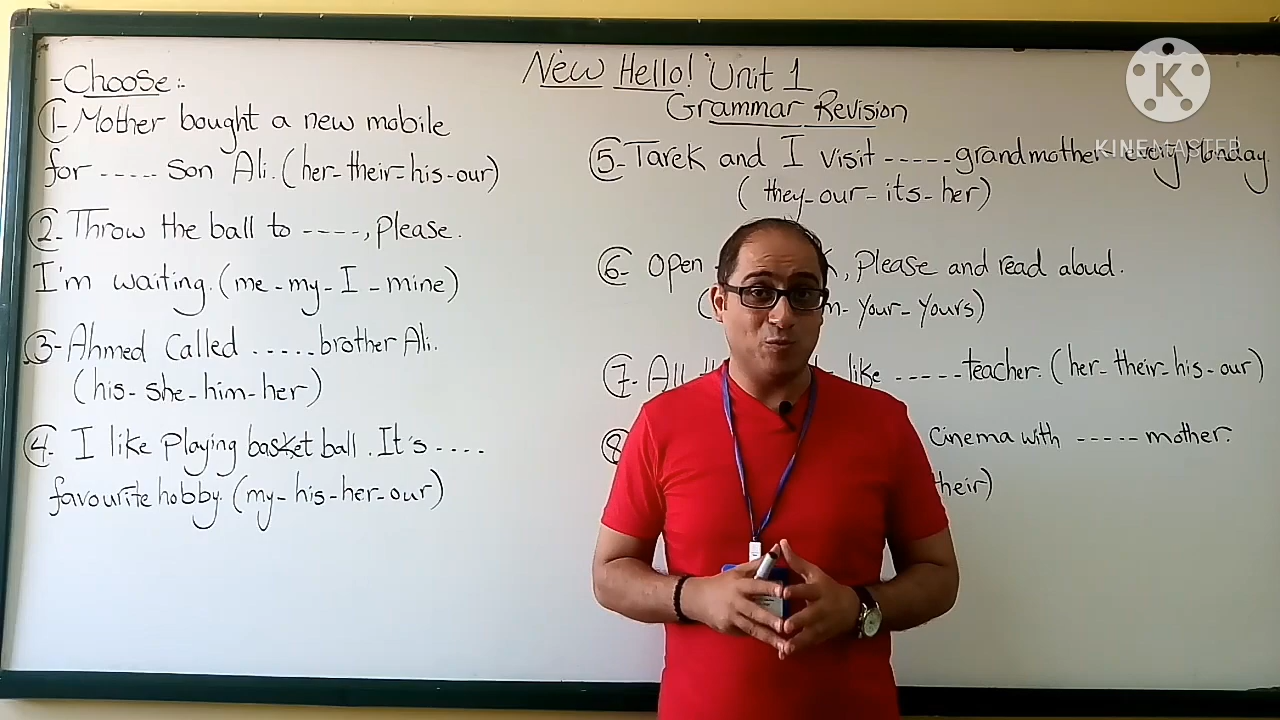 New Hello! Unit 1
Grammar Revision
- Choose:-
1- Mother bought a new mobile
for ----- son Ali. (her-their-his-our)
2- Throw the ball to ----, please.
I'm waiting. (me - my - I - mine)
3- Ahmed called ..... brother Ali.
(his- she- him- her)
4- I like playing basket ball. It's ----
favourite hobby. (my- his- her- our)
5- Tarek and I visit ----- grandmother every Monday.
(they - our - its - her)
6- Open , please and read aloud.
( - your - yours)
7- All like ----- teacher. (her- their- his- our)
8 cinema with ----- mother.
their)
K
KINEMASTER